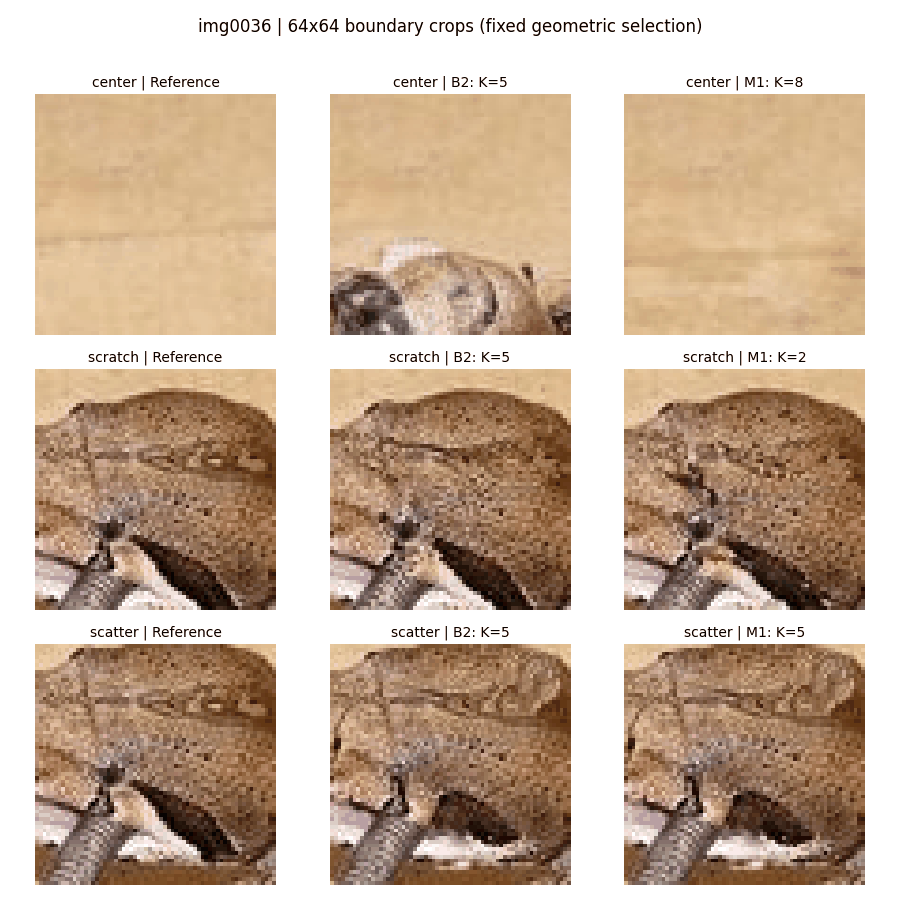 img0036 | 64x64 boundary crops (fixed geometric selection)
center | Reference
center | B2: K=5
center | M1: K=8
scratch | Reference
scratch | B2: K=5
scratch | M1: K=2
scatter | Reference
scatter | B2: K=5
scatter | M1: K=5